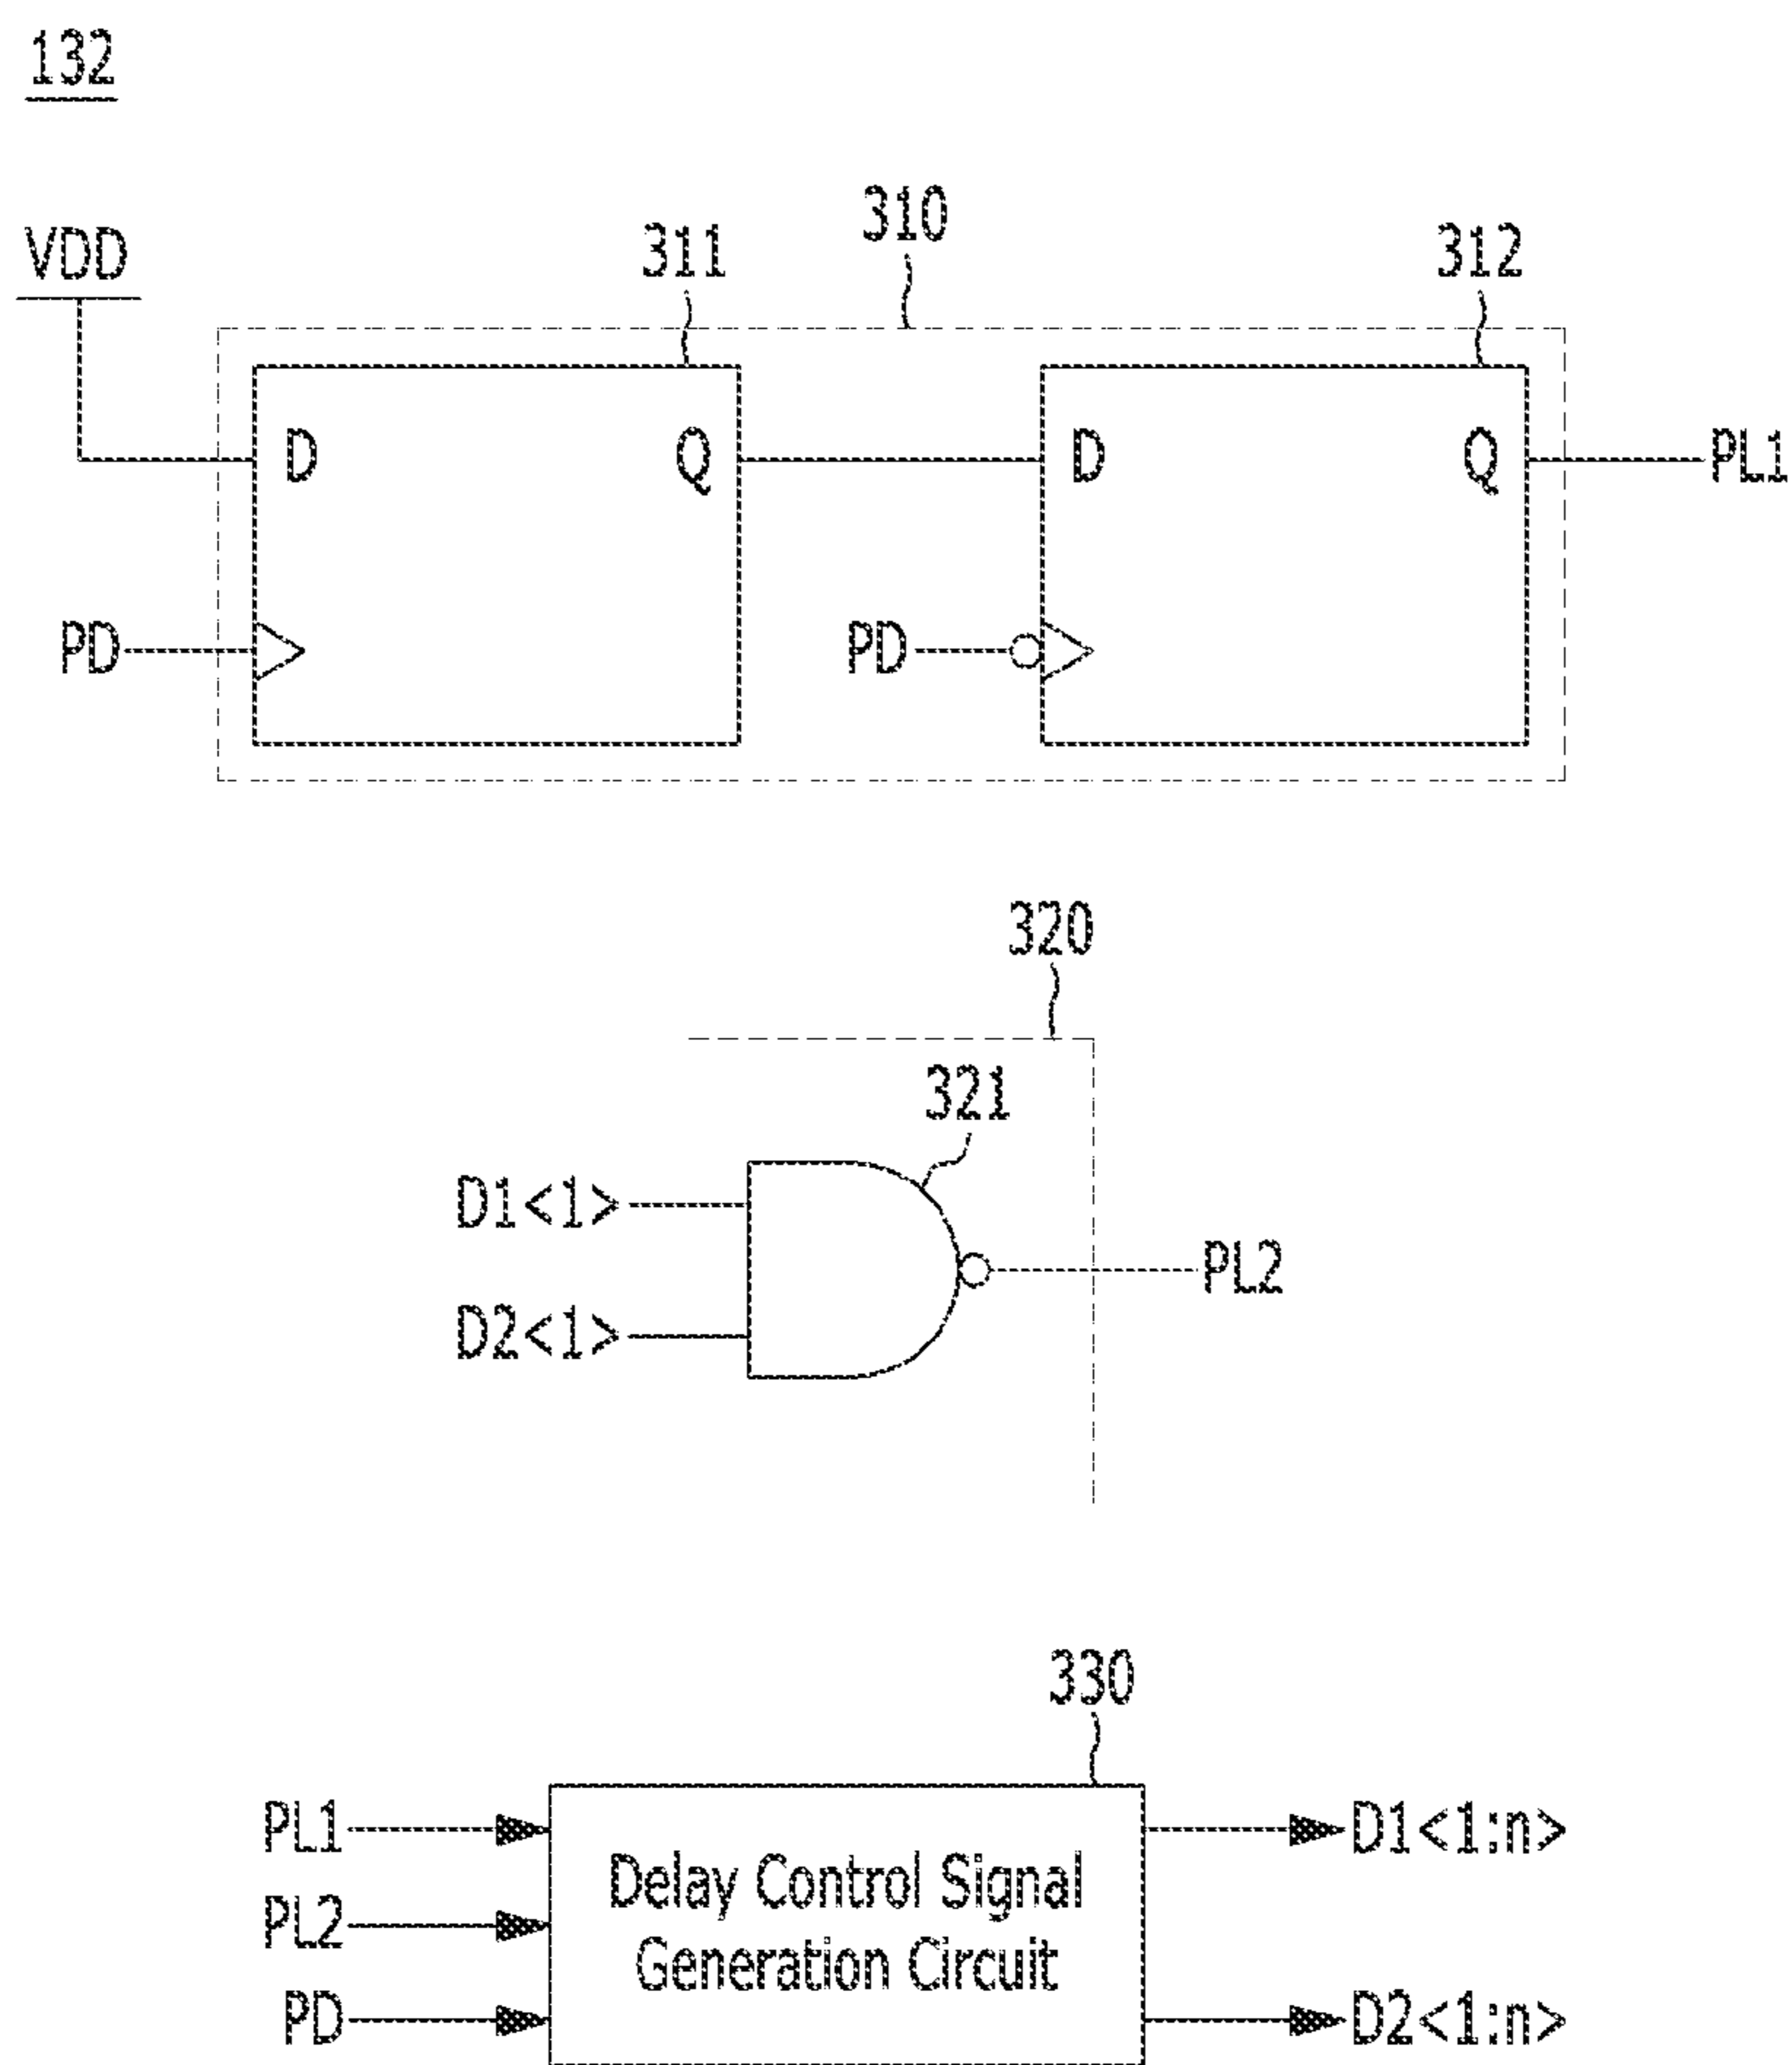 132
310
VDD
311
312
D
Q
D
Q
PL1
PD
PD
320
321
D1<1>
PL2
D2<1>
330
PL1
D1<1:n>
Delay Control Signal
PL2
Generation Circuit
PD
D2<1:n>